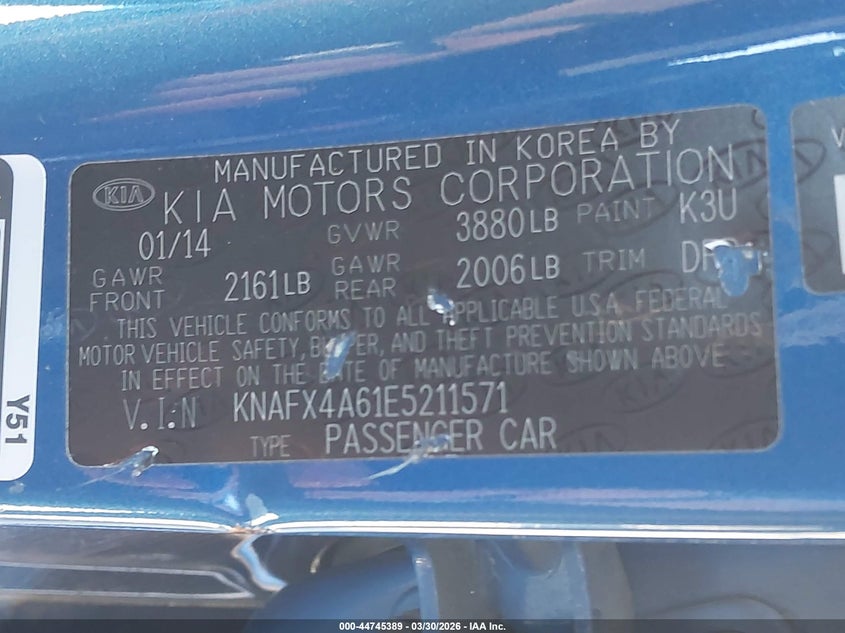 MANUFACTURED IN KOREA BY
KIA KIA MOTORS CORPORATION
01/14 GVWR 3880LB PAINT K3U
GAWR FRONT 2161LB GAWR REAR 2006LB TRIM
THIS VEHICLE CONFORMS TO ALL APPLICABLE U.S.A. FEDERAL
MOTOR VEHICLE SAFETY, BUMPER, AND THEFT PREVENTION STANDARDS
IN EFFECT ON THE DATE OF MANUFACTURE SHOWN ABOVE
V.I.N KNAFX4A61E5211571
TYPE PASSENGER CAR
Y51
V
000-44745389 - 03/30/2026 - IAA Inc.